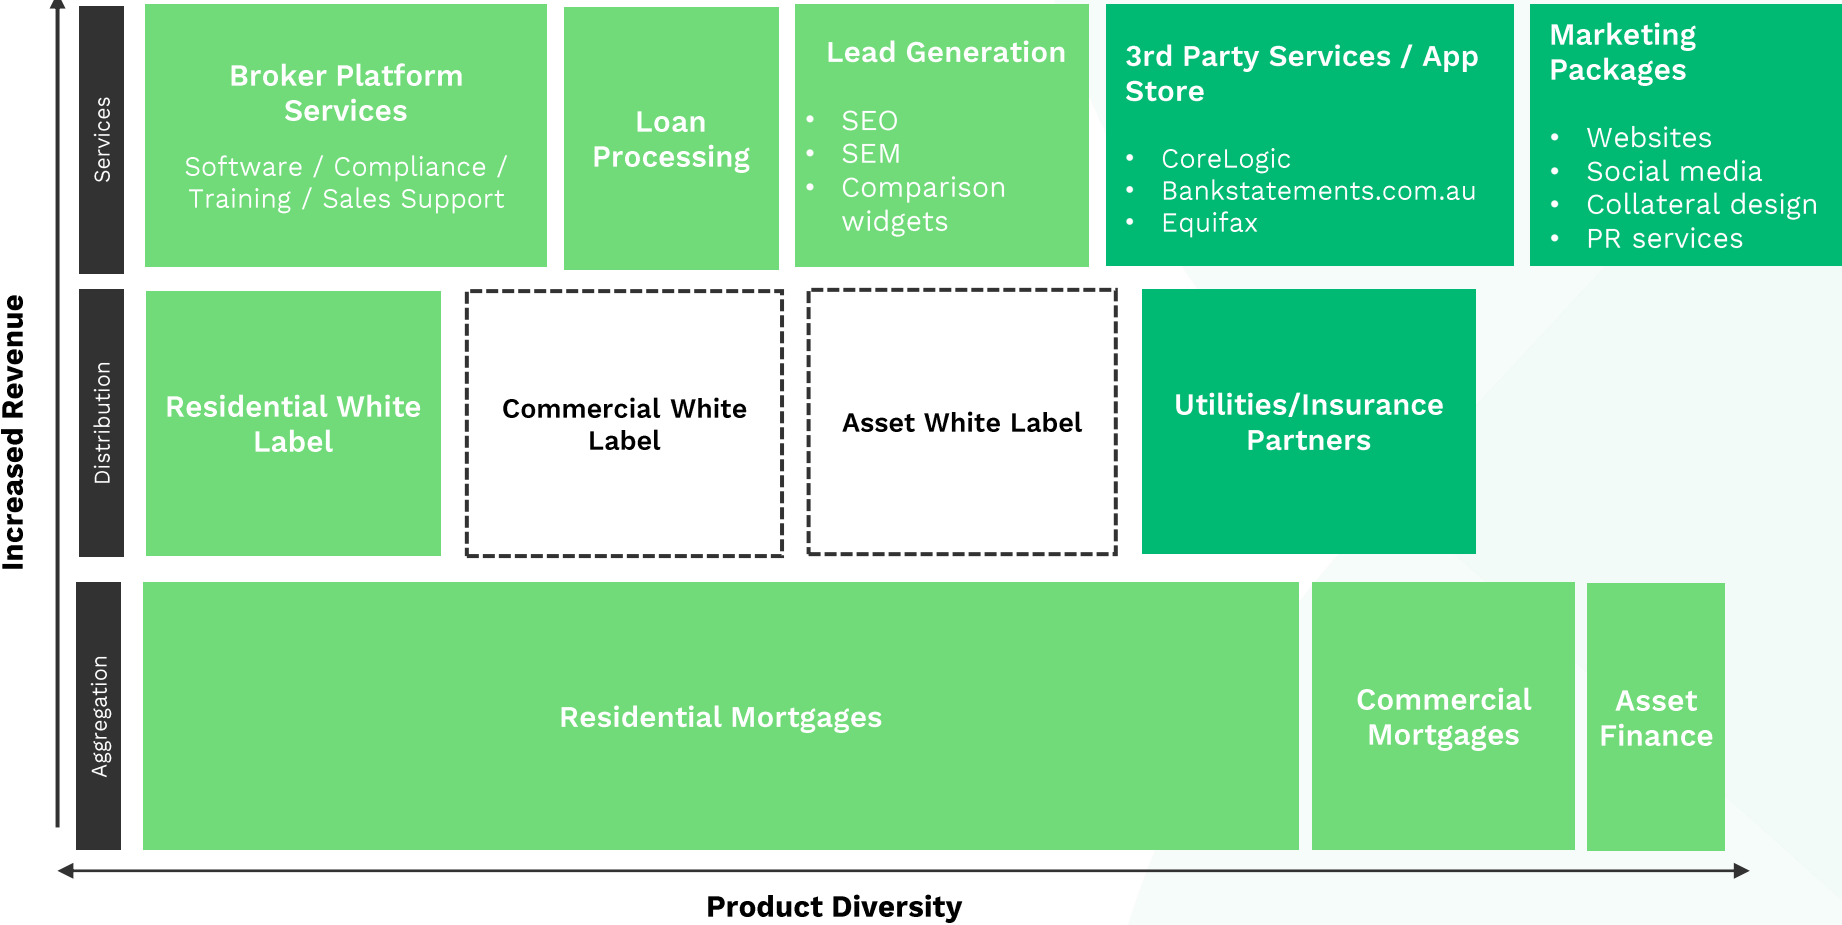 Increased Revenue
Services
Broker Platform
Services
Software / Compliance /
Training / Sales Support
Loan
Processing
Lead Generation
• SEO
• SEM
• Comparison
widgets
3rd Party Services / App
Store
• CoreLogic
• Bankstatements.com.au
• Equifax
Marketing
Packages
• Websites
• Social media
• Collateral design
• PR services
Distribution
Residential White
Label
Commercial White
Label
Asset White Label
Utilities/Insurance
Partners
Aggregation
Residential Mortgages
Commercial
Mortgages
Asset
Finance
Product Diversity